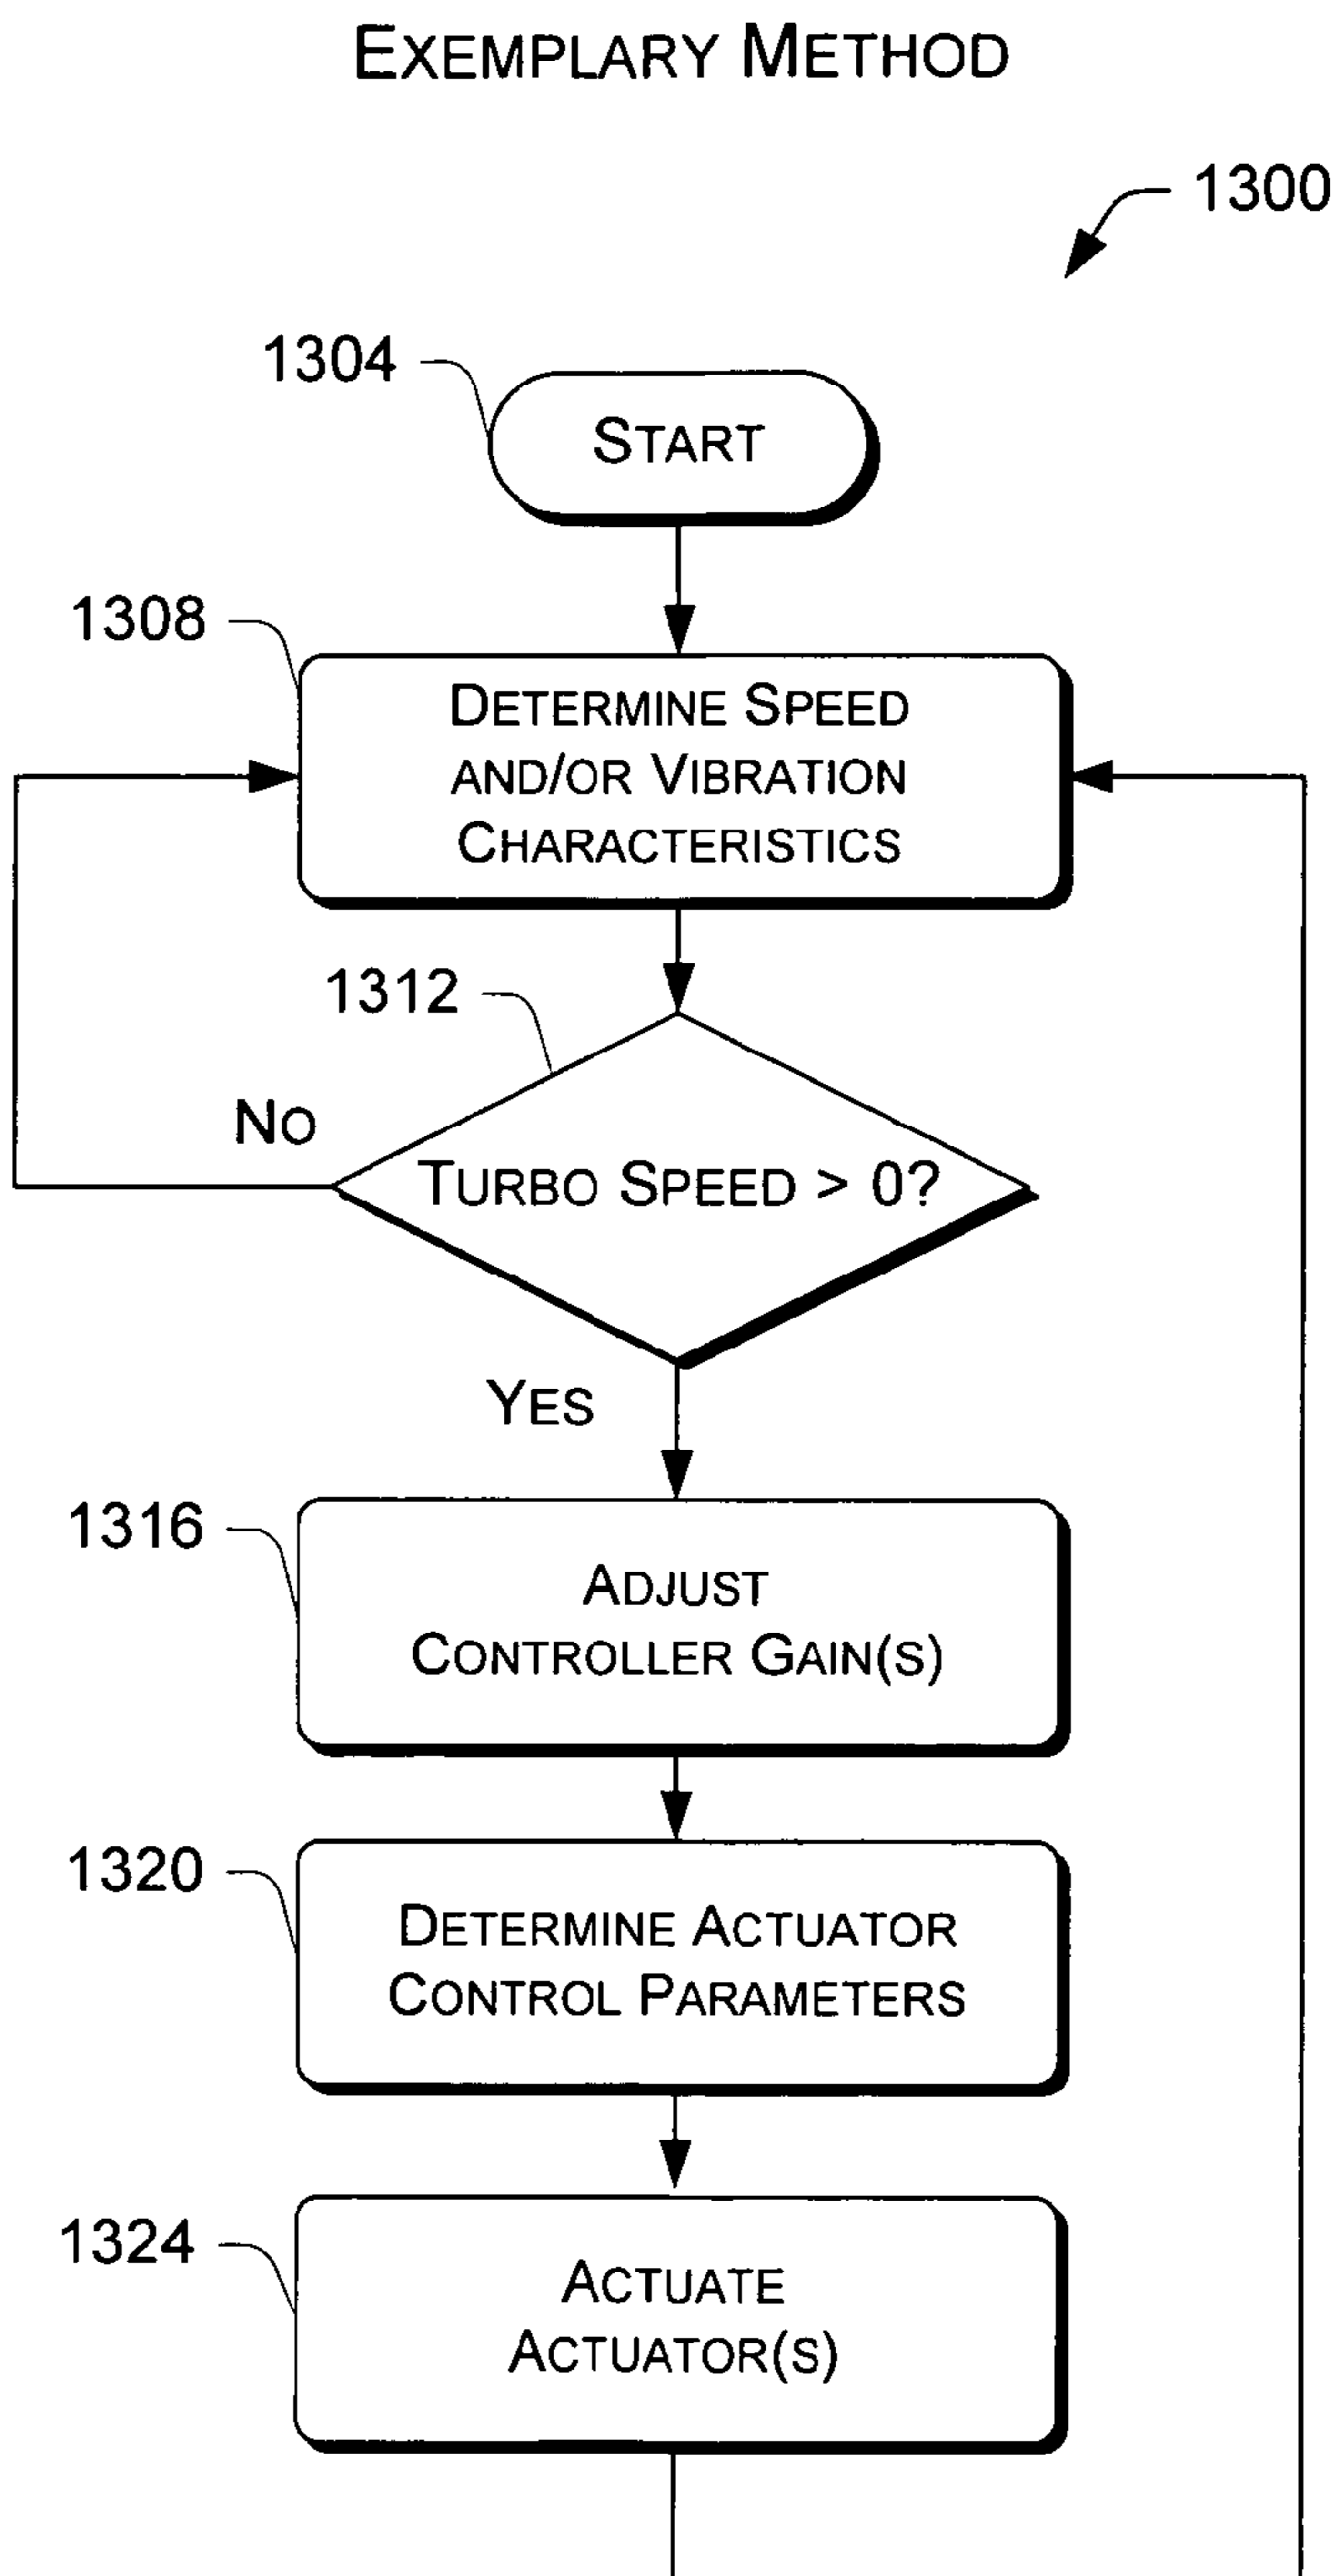 EXEMPLARY METHOD
1300
1304
START
1308
DETERMINE SPEED
AND/OR VIBRATION
CHARACTERISTICS
1312
NO
TURBO SPEED > 0?
YES
1316
ADJUST
CONTROLLER GAIN(S)
1320
DETERMINE ACTUATOR
CONTROL PARAMETERS
1324
ACTUATE
ACTUATOR(S)